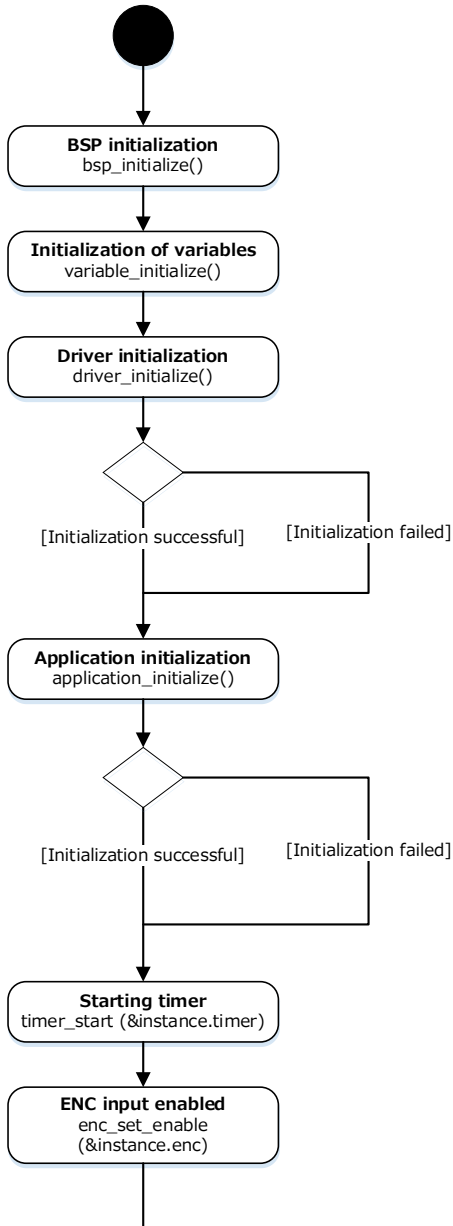 BSP initialization
bsp_initialize()
Initialization of variables
variable_initialize()
Driver initialization
driver_initialize()
[Initialization successful]
[Initialization failed]
Application initialization
application_initialize()
[Initialization successful]
[Initialization failed]
Starting timer
timer_start (&instance.timer)
ENC input enabled
enc_set_enable
(&instance.enc)